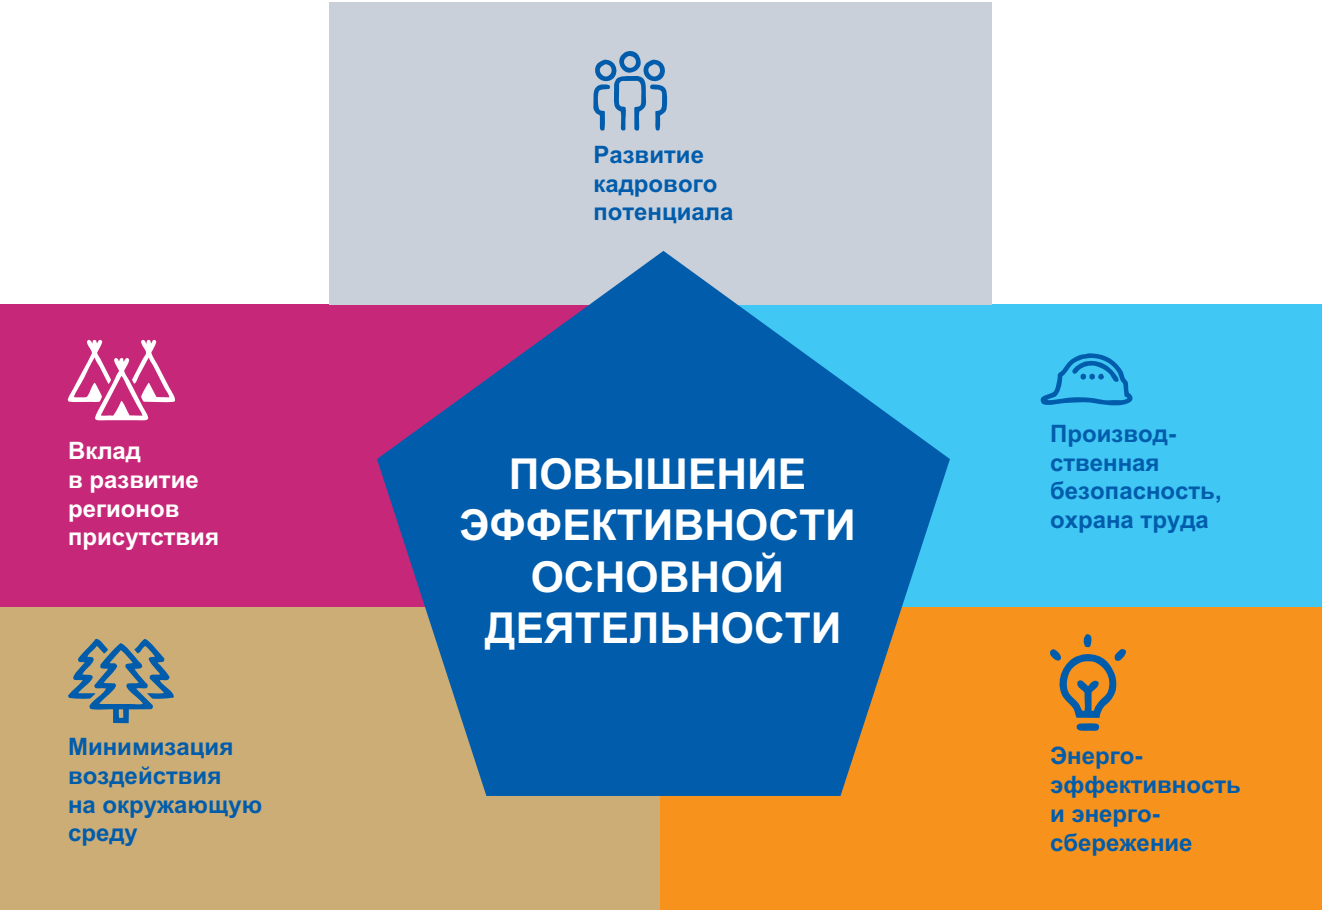 Развитие
кадрового
потенциала
Вклад
в развитие
регионов
присутствия
ПОВЫШЕНИЕ
ЭФФЕКТИВНОСТИ
ОСНОВНОЙ
ДЕЯТЕЛЬНОСТИ
Производ-
ственная
безопасность,
охрана труда
Минимизация
воздействия
на окружающую
среду
Энерго-
эффективность
и энерго-
сбережение